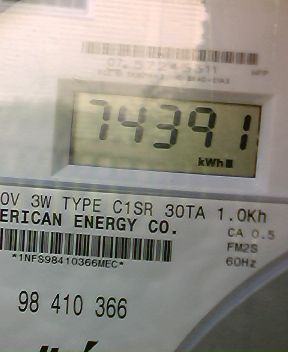 74391
kWh
0V 3W TYPE C1SR 30TA 1.0Kh
ERICAN ENERGY CO.
CA 0.5
FM2S
60Hz
*1NFS98410366MEC*
98 410 366